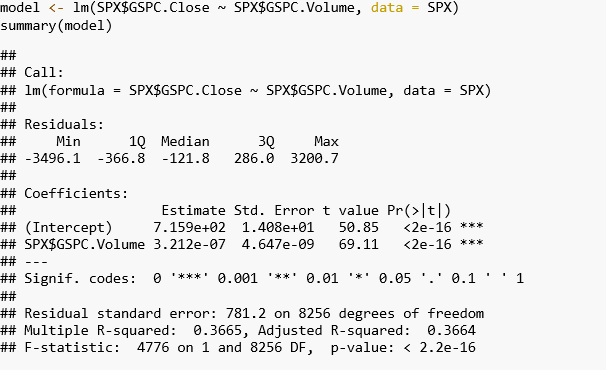 model <- lm(SPX$GSPC.Close ~ SPX$GSPC.Volume, data = SPX)
summary(model)
##
## Call:
## lm(formula = SPX$GSPC.Close ~ SPX$GSPC.Volume, data = SPX)
##
## Residuals:
##     Min      1Q  Median      3Q     Max
## -3496.1  -366.8  -121.8   286.0  3200.7
##
## Coefficients:
##                  Estimate Std. Error t value Pr(>|t|)
## (Intercept)     7.159e+02  1.408e+01   50.85   <2e-16 ***
## SPX$GSPC.Volume 3.212e-07  4.647e-09   69.11   <2e-16 ***
## ---
## Signif. codes:  0 '***' 0.001 '**' 0.01 '*' 0.05 '.' 0.1 ' ' 1
##
## Residual standard error: 781.2 on 8256 degrees of freedom
## Multiple R-squared:  0.3665, Adjusted R-squared:  0.3664
## F-statistic:  4776 on 1 and 8256 DF,  p-value: < 2.2e-16